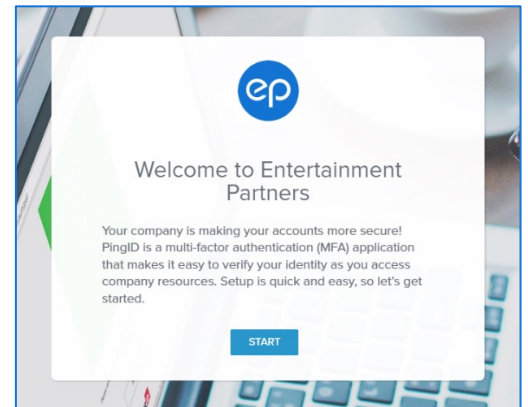 ep
Welcome to Entertainment
Partners
Your company is making your accounts more secure!
PingID is a multi-factor authentication (MFA) application
that makes it easy to verify your identity as you access
company resources. Setup is quick and easy, so let's get
started.
START